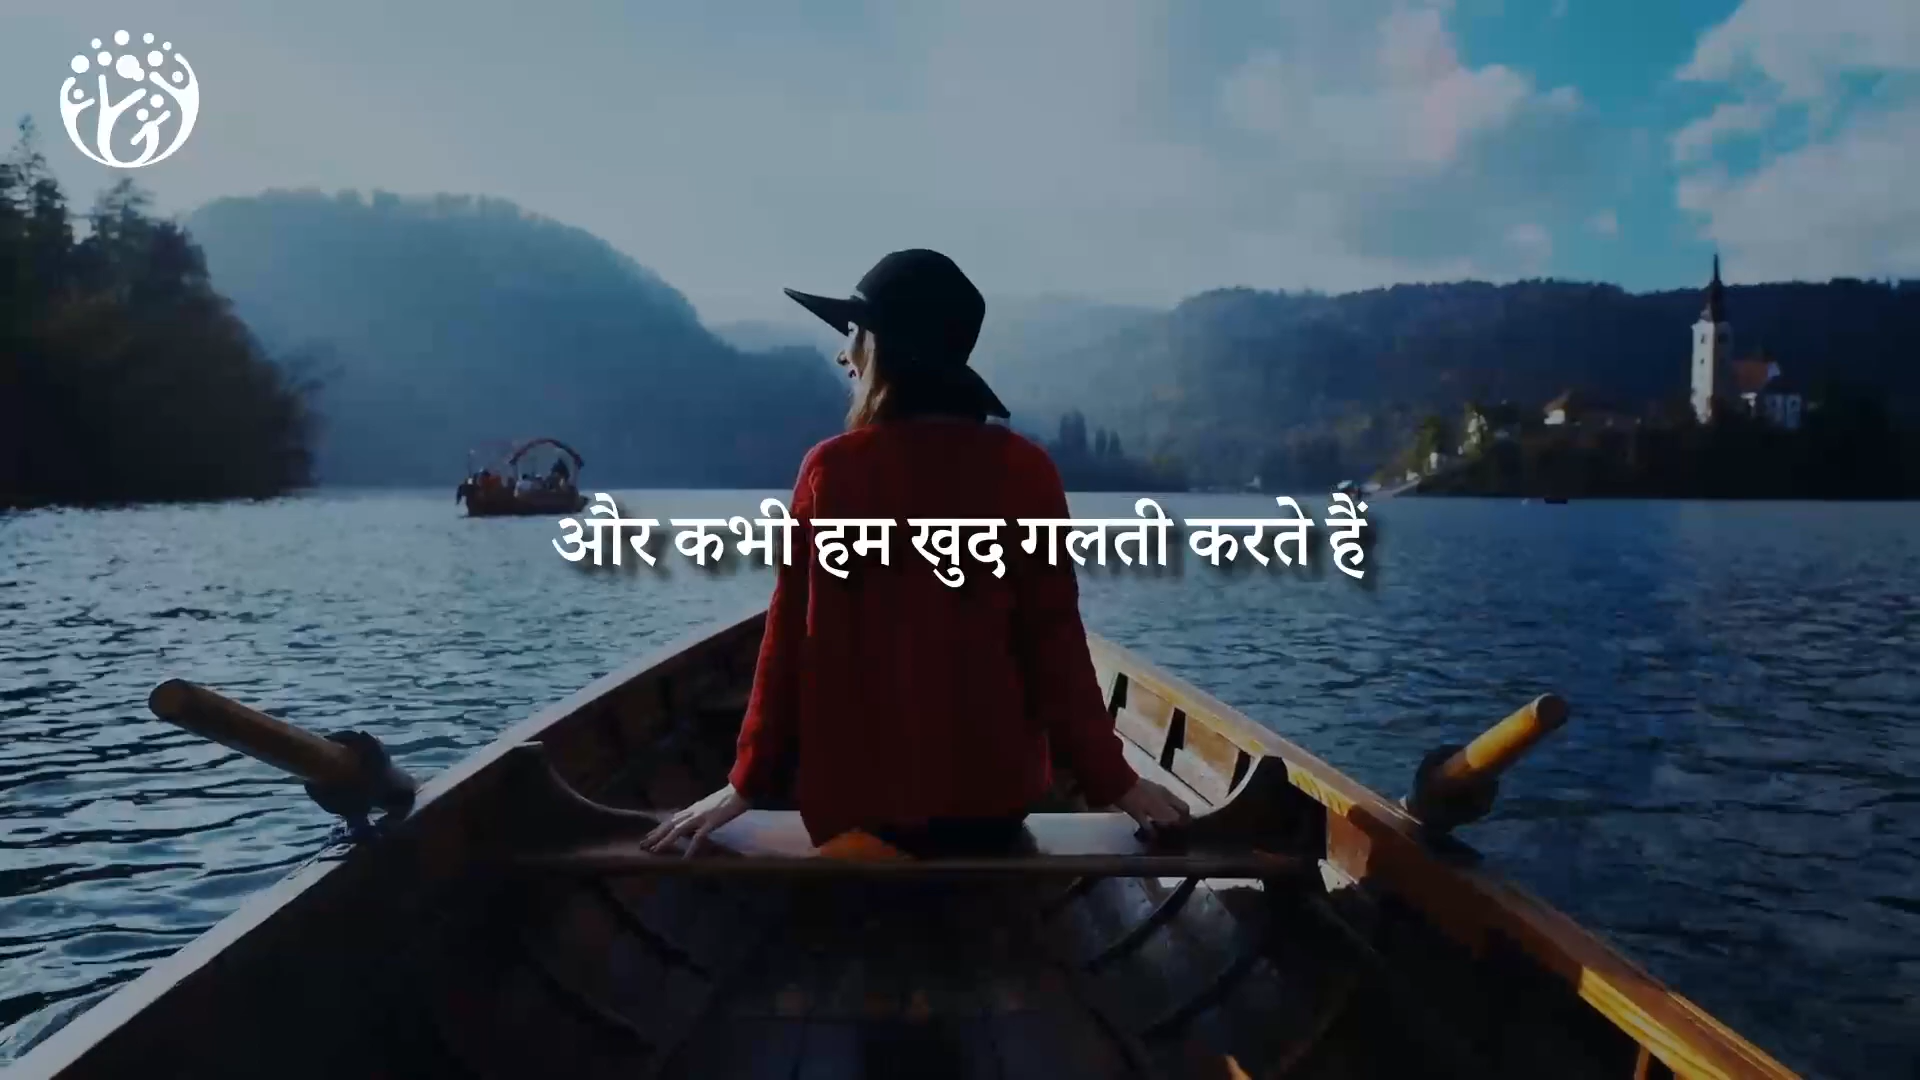 और कभी हम खुद गलती करते हैं